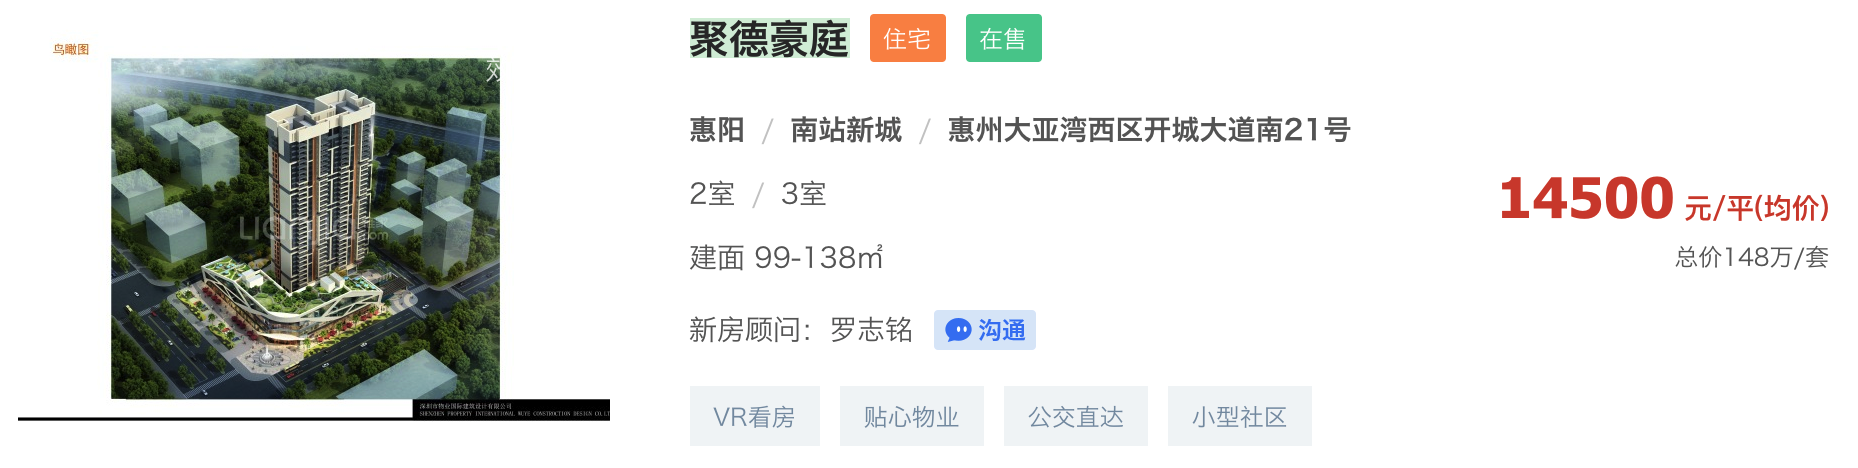 鸟瞰图
效
深圳市物业国际建筑设计有限公司
SHENZHEN PROPERTY INTERNATIONAL WUYE CONSTRUCTION DESIGN CO.LT
聚德豪庭 住宅 在售
惠阳 / 南站新城 / 惠州大亚湾西区开城大道南21号
2室 / 3室
建面 99-138㎡
新房顾问: 罗志铭 沟通
VR看房 贴心物业 公交直达 小型社区
14500 元/平(均价)
总价148万/套